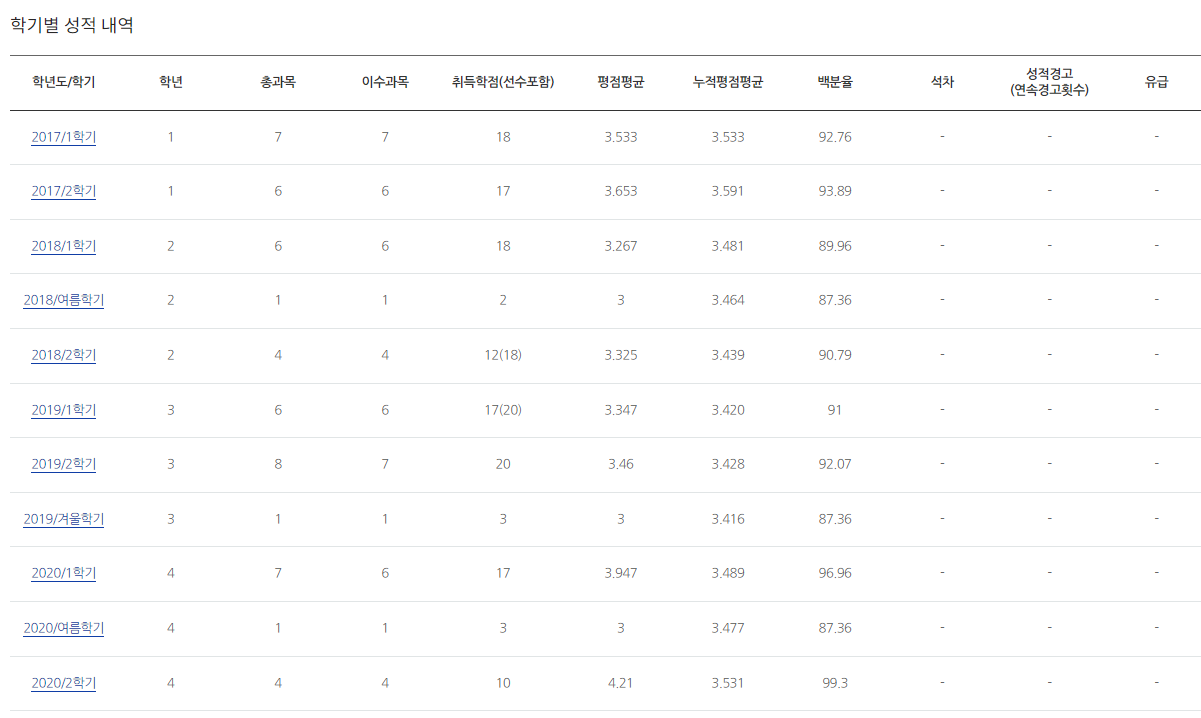 학기별 성적 내역
학년도/학기 학년 총과목 이수과목 취득학점(선수포함) 평점평균 누적평점평균 백분율 석차 성적경고 유급
(연속경고횟수)
2017/1학기 1 7 7 18 3.533 3.533 92.76 - - -
2017/2학기 1 6 6 17 3.653 3.591 93.89 - - -
2018/1학기 2 6 6 18 3.267 3.481 89.96 - - -
2018/여름학기 2 1 1 2 3 3.464 87.36 - - -
2018/2학기 2 4 4 12(18) 3.325 3.439 90.79 - - -
2019/1학기 3 6 6 17(20) 3.347 3.420 91 - - -
2019/2학기 3 8 7 20 3.46 3.428 92.07 - - -
2019/겨울학기 3 1 1 3 3 3.416 87.36 - - -
2020/1학기 4 7 6 17 3.947 3.489 96.96 - - -
2020/여름학기 4 1 1 3 3 3.477 87.36 - - -
2020/2학기 4 4 4 10 4.21 3.531 99.3 - - -